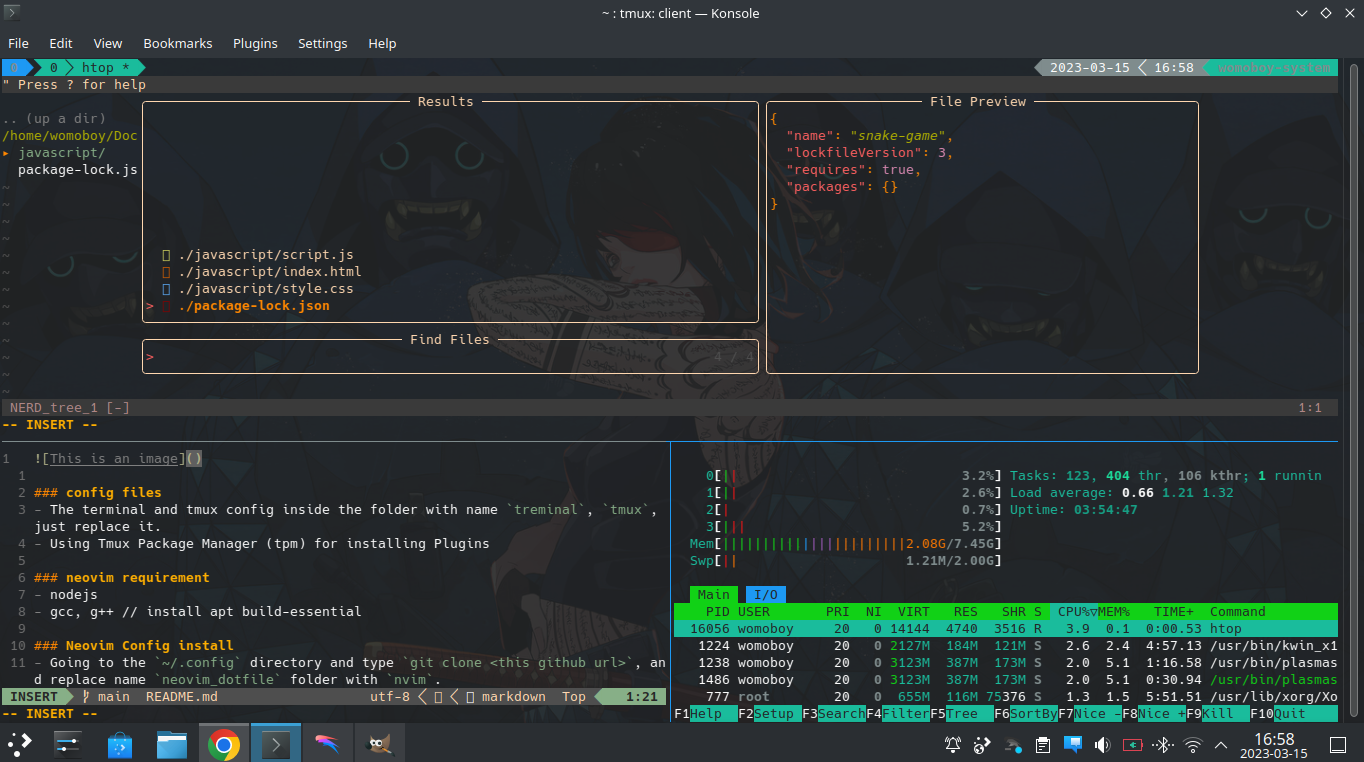 ~ : tmux: client — Konsole
File Edit View Bookmarks Plugins Settings Help
0 0 htop * 2023-03-15 16:58 womoboy-system
" Press ? for help
Results File Preview
.. (up a dir)
/home/womoboy/Doc
▸ javascript/
package-lock.js
~
~
~
~
~
~
~
~
~
~
~
~
~
./javascript/script.js
./javascript/index.html
./javascript/style.css
> ./package-lock.json
Find Files
> 4 / 4
{
"name": "snake-game",
"lockfileVersion": 3,
"requires": true,
"packages": {}
}
NERD_tree_1 [-] 1:1
-- INSERT --
1 ![This is an image]()
1
2 ### config files
3 - The terminal and tmux config inside the folder with name `treminal`, `tmux`,
just replace it.
4 - Using Tmux Package Manager (tpm) for installing Plugins
5
6 ### neovim requirement
7 - nodejs
8 - gcc, g++ // install apt build-essential
9
10 ### Neovim Config install
11 - Going to the `~/.config` directory and type `git clone <this github url>`, an
d replace name `neovim_dotfile` folder with `nvim`.
INSERT main README.md utf-8 markdown Top 1:21
-- INSERT --
0[|| 3.2%] Tasks: 123, 404 thr, 106 kthr; 1 runnin
1[|| 2.6%] Load average: 0.66 1.21 1.32
2[| 0.7%] Uptime: 03:54:47
3[||| 5.2%]
Mem[|||||||||||||||||||||||2.08G/7.45G]
Swp[|| 1.21M/2.00G]
Main I/O
PID USER PRI NI VIRT RES SHR S CPU%▽MEM% TIME+ Command
16056 womoboy 20 0 14144 4740 3516 R 3.9 0.1 0:00.53 htop
1224 womoboy 20 0 2127M 184M 121M S 2.6 2.4 4:57.13 /usr/bin/kwin_x1
1238 womoboy 20 0 3123M 387M 173M S 2.0 5.1 1:16.58 /usr/bin/plasmas
1486 womoboy 20 0 3123M 387M 173M S 2.0 5.1 0:30.94 /usr/bin/plasmas
777 root 20 0 655M 116M 75376 S 1.3 1.5 5:51.51 /usr/lib/xorg/Xo
F1Help F2Setup F3SearchF4FilterF5Tree F6SortByF7Nice -F8Nice +F9Kill F10Quit
16:58
2023-03-15